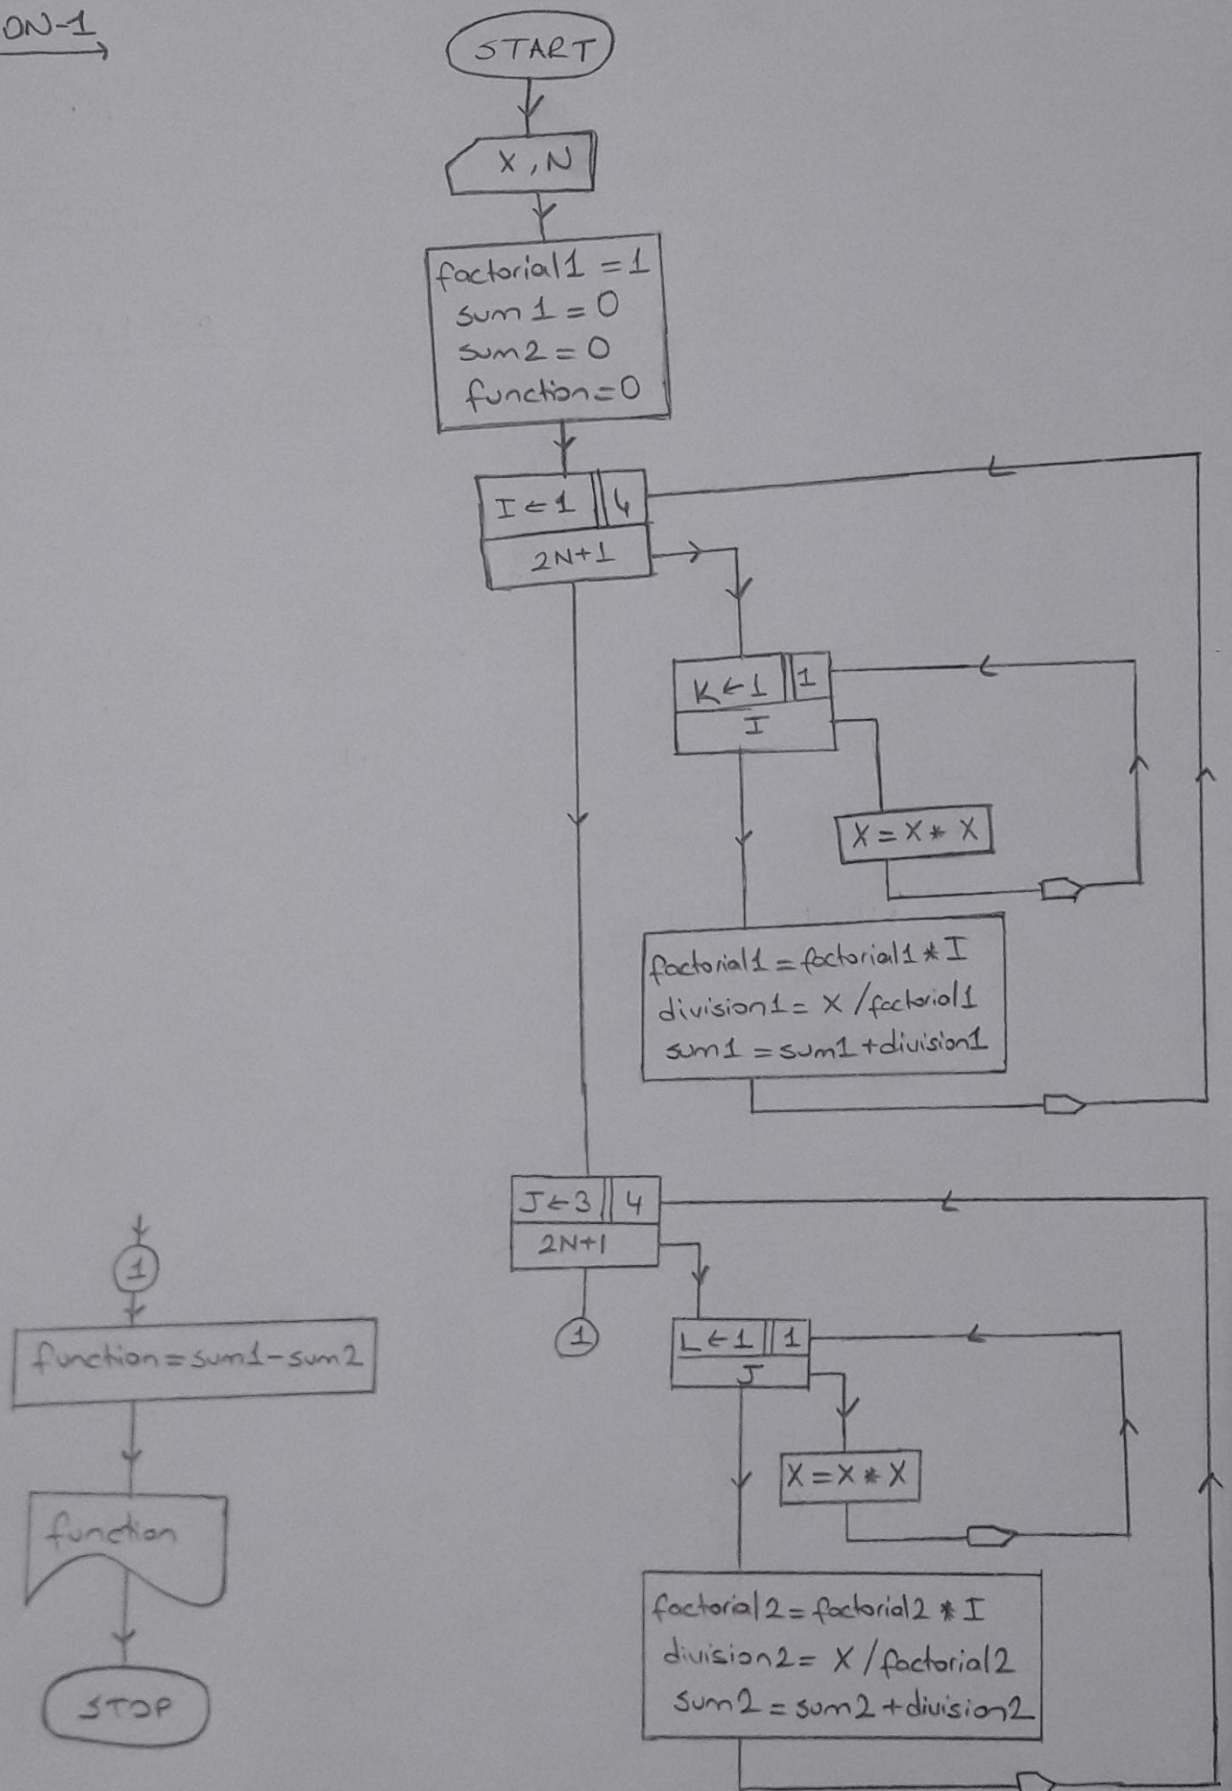 ON-1
START
X, N
factorial1 = 1
sum1 = 0
sum2 = 0
function = 0
I ← 1 4
2N+1
K ← 1 1
I
X = X * X
factorial1 = factorial1 * I
division1 = X / factorial1
sum1 = sum1 + division1
J ← 3 4
2N+1
1
L ← 1 1
J
X = X * X
factorial2 = factorial2 * I
division2 = X / factorial2
sum2 = sum2 + division2
1
function = sum1 - sum2
function
STOP